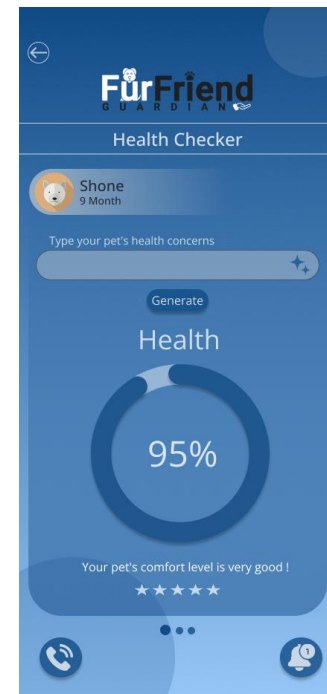 FurFriend
GUARDIAN
Health Checker
Shone
9 Month
Type your pet's health concerns
Generate
Health
95%
Your pet's comfort level is very good !
1